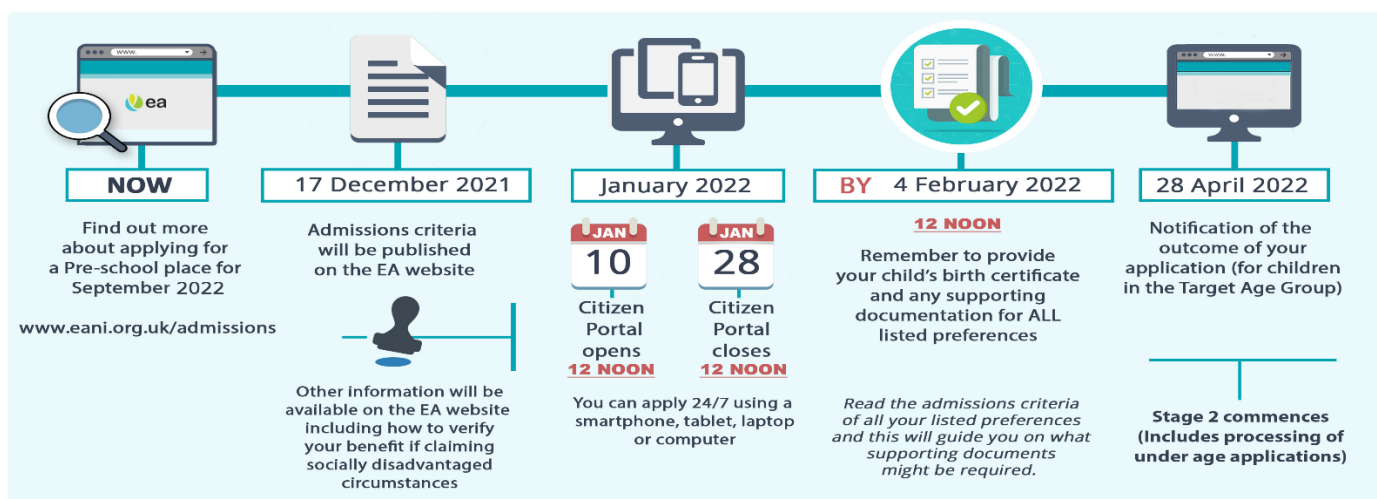 www.
ea
NOW
Find out more
about applying for
a Pre-school place for
September 2022
www.eani.org.uk/admissions
17 December 2021
Admissions criteria
will be published
on the EA website
Other information will be
available on the EA website
including how to verify
your benefit if claiming
socially disadvantaged
circumstances
January 2022
JAN
10
Citizen
Portal
opens
12 NOON
JAN
28
Citizen
Portal
closes
12 NOON
You can apply 24/7 using a
smartphone, tablet, laptop
or computer
BY 4 February 2022
12 NOON
Remember to provide
your child's birth certificate
and any supporting
documentation for ALL
listed preferences
Read the admissions criteria
of all your listed preferences
and this will guide you on what
supporting documents
might be required.
www.
28 April 2022
Notification of the
outcome of your
application (for children
in the Target Age Group)
Stage 2 commences
(Includes processing of
under age applications)